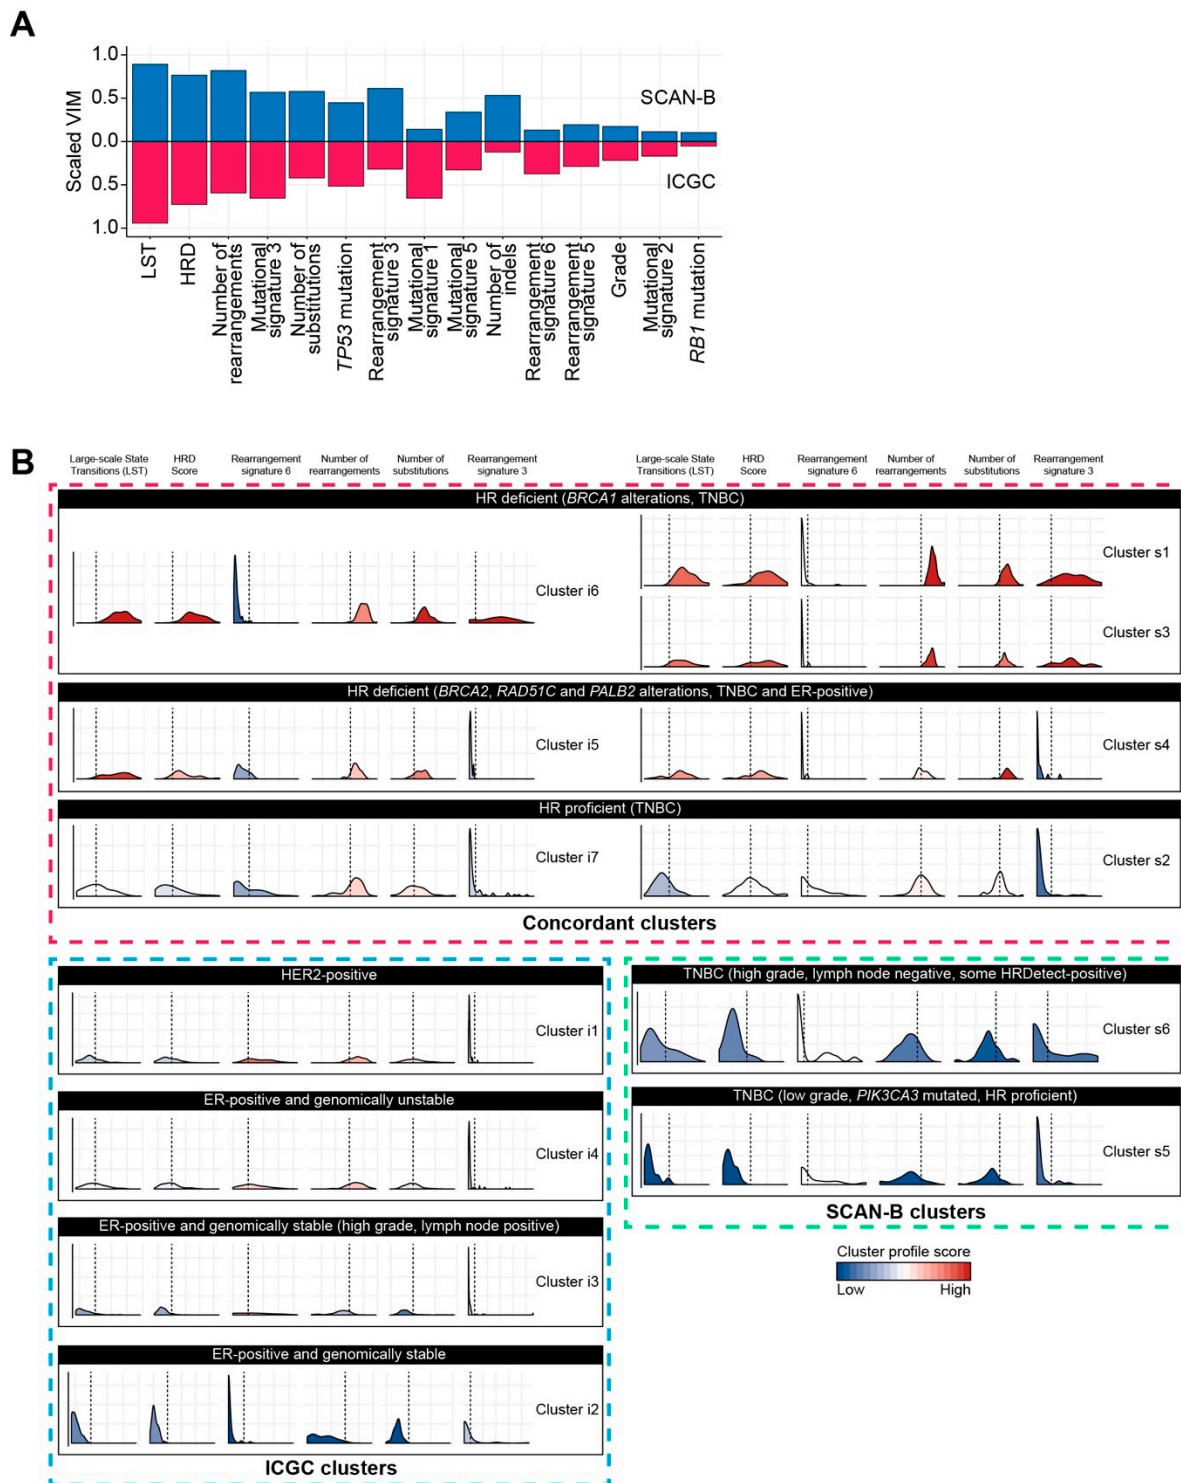 A
1.0
0.5
0.0
0.5
1.0
Scaled VIM
SCAN-B
ICGC
LST
HRD
Number of
rearrangements
Mutational
signature 3
Number of
substitutions
TP53 mutation
Rearrangement
signature 3
Mutational
signature 1
Mutational
signature 5
Number of
indels
Rearrangement
signature 6
Rearrangement
signature 5
Grade
Mutational
signature 2
RB1 mutation
B
Large-scale State
Transitions (LST)
HRD
Score
Rearrangement
signature 6
Number of
rearrangements
Number of
substitutions
Rearrangement
signature 3
Large-scale State
Transitions (LST)
HRD
Score
Rearrangement
signature 6
Number of
rearrangements
Number of
substitutions
Rearrangement
signature 3
HR deficient (BRCA1 alterations, TNBC)
Cluster i6
Cluster s1
Cluster s3
HR deficient (BRCA2, RAD51C and PALB2 alterations, TNBC and ER-positive)
Cluster i5
Cluster s4
HR proficient (TNBC)
Cluster i7
Cluster s2
Concordant clusters
HER2-positive
Cluster i1
ER-positive and genomically unstable
Cluster i4
ER-positive and genomically stable (high grade, lymph node positive)
Cluster i3
ER-positive and genomically stable
Cluster i2
ICGC clusters
TNBC (high grade, lymph node negative, some HRDetect-positive)
Cluster s6
TNBC (low grade, PIK3CA3 mutated, HR proficient)
Cluster s5
SCAN-B clusters
Cluster profile score
Low High